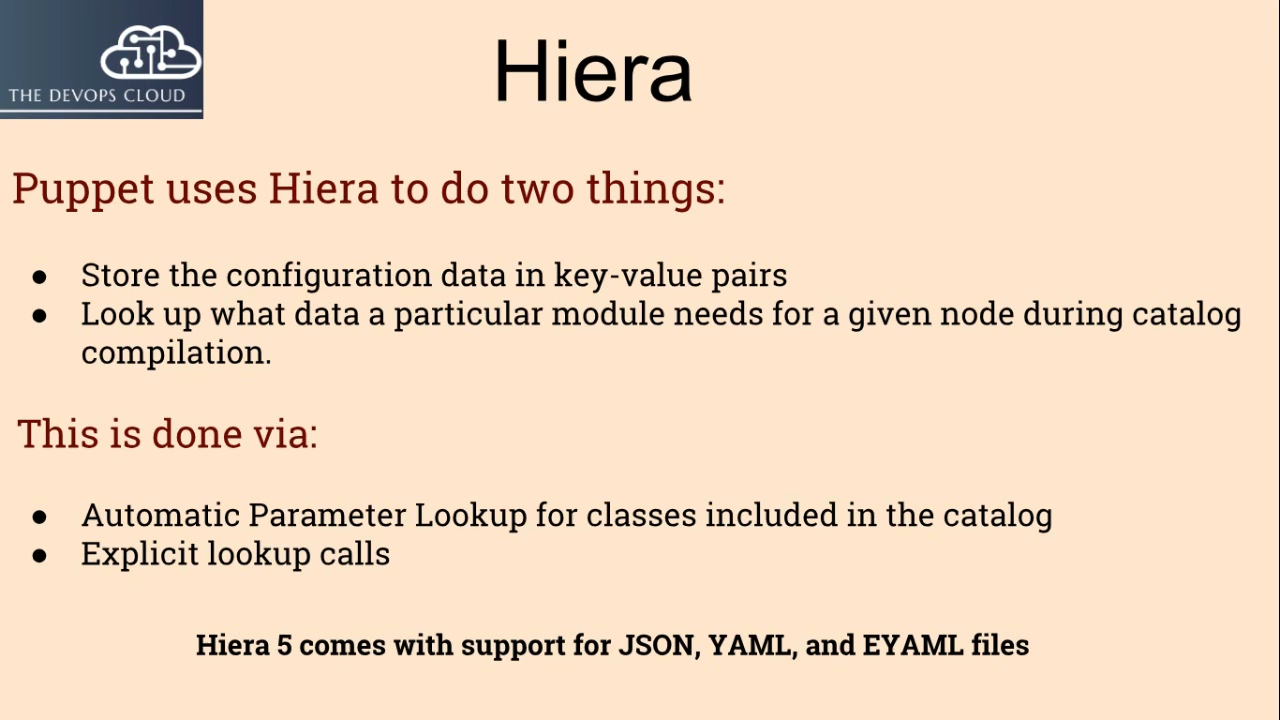 THE DEVOPS CLOUD
Hiera
Puppet uses Hiera to do two things:
● Store the configuration data in key-value pairs
● Look up what data a particular module needs for a given node during catalog
compilation.
This is done via:
● Automatic Parameter Lookup for classes included in the catalog
● Explicit lookup calls
Hiera 5 comes with support for JSON, YAML, and EYAML files